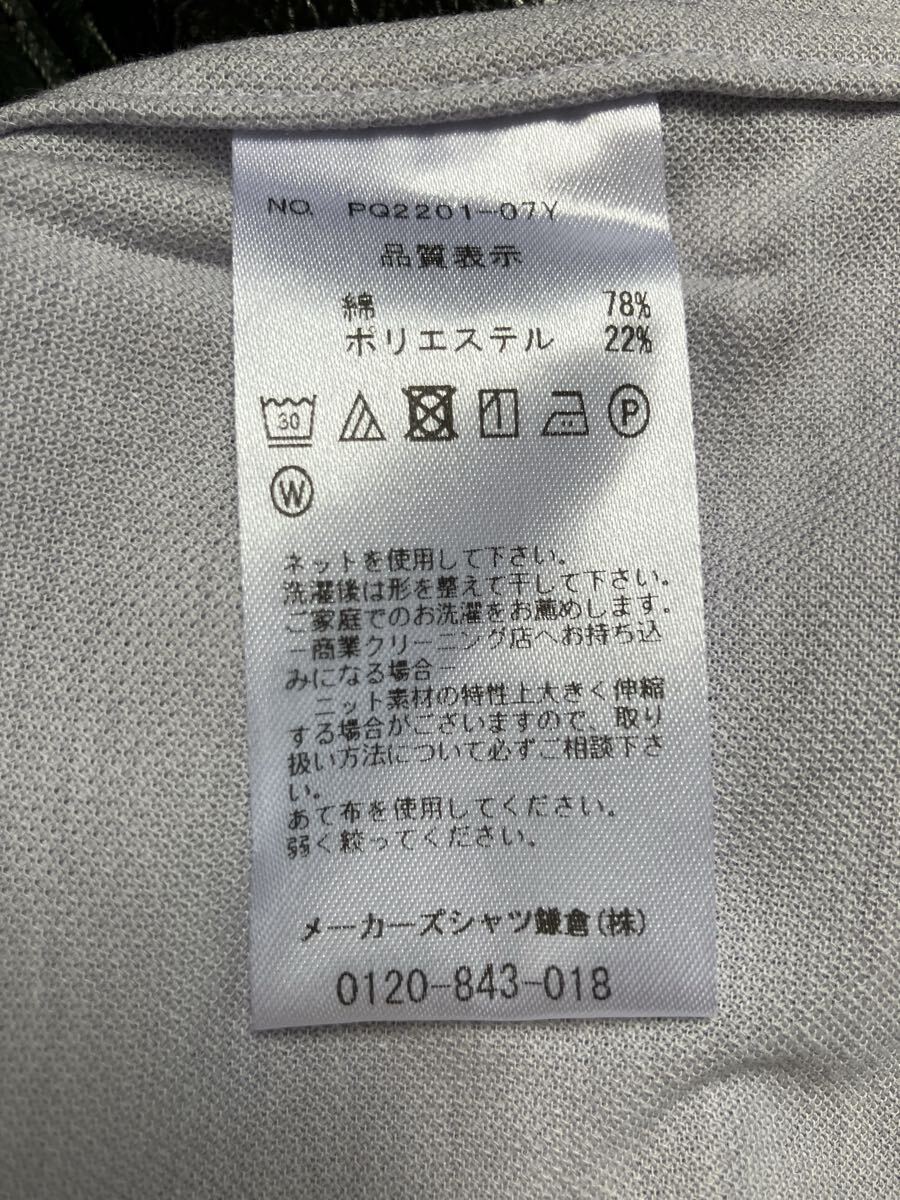 NO. PQ2201-07Y
品質表示
綿 78%
ポリエステル 22%
30
P
W
ネットを使用して下さい。
洗濯後は形を整えて干して下さい。
ご家庭でのお洗濯をお薦めします。
−商業クリーニング店へお持ち込
みになる場合−
ニット素材の特性上大きく伸縮
する場合がございますので、取り
扱い方法について必ずご相談下さ
い。
あて布を使用してください。
弱く絞ってください。
メーカーズシャツ鎌倉(株)
0120-843-018